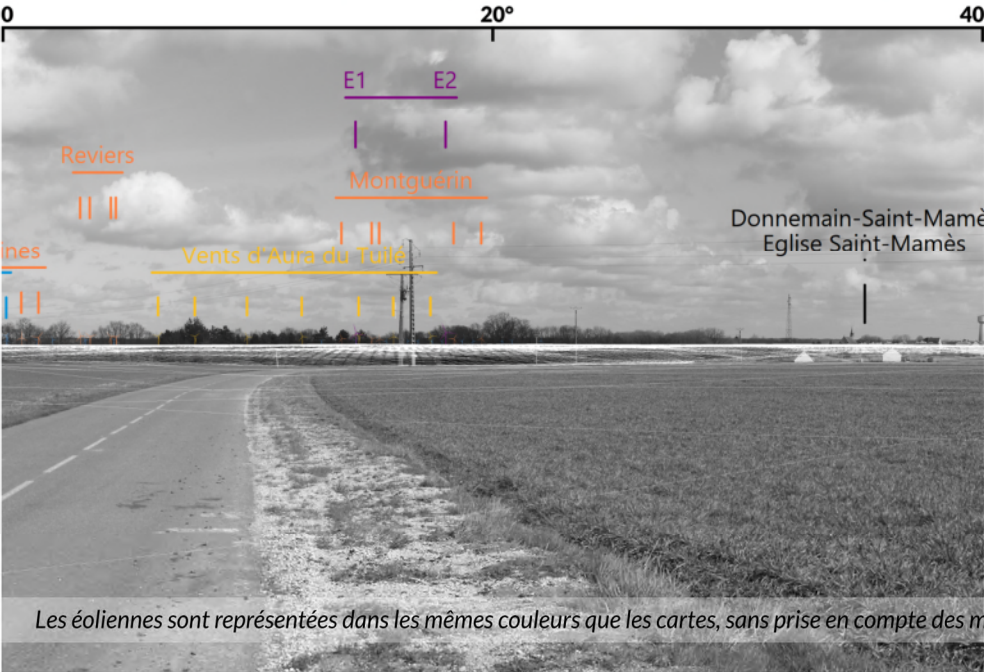 0 20° 40
E1 E2
Reviers
Montguérin
Donnemain-Saint-Mamè
Eglise Saint-Mamès
ines
Vents d'Aura du Tuilé
Les éoliennes sont représentées dans les mêmes couleurs que les cartes, sans prise en compte des m